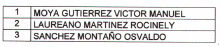 1 MOYA GUTIERREZ VICTOR MANUEL
2 LAUREANO MARTINEZ ROCINELY
3 SANCHEZ MONTAÑO OSVALDO